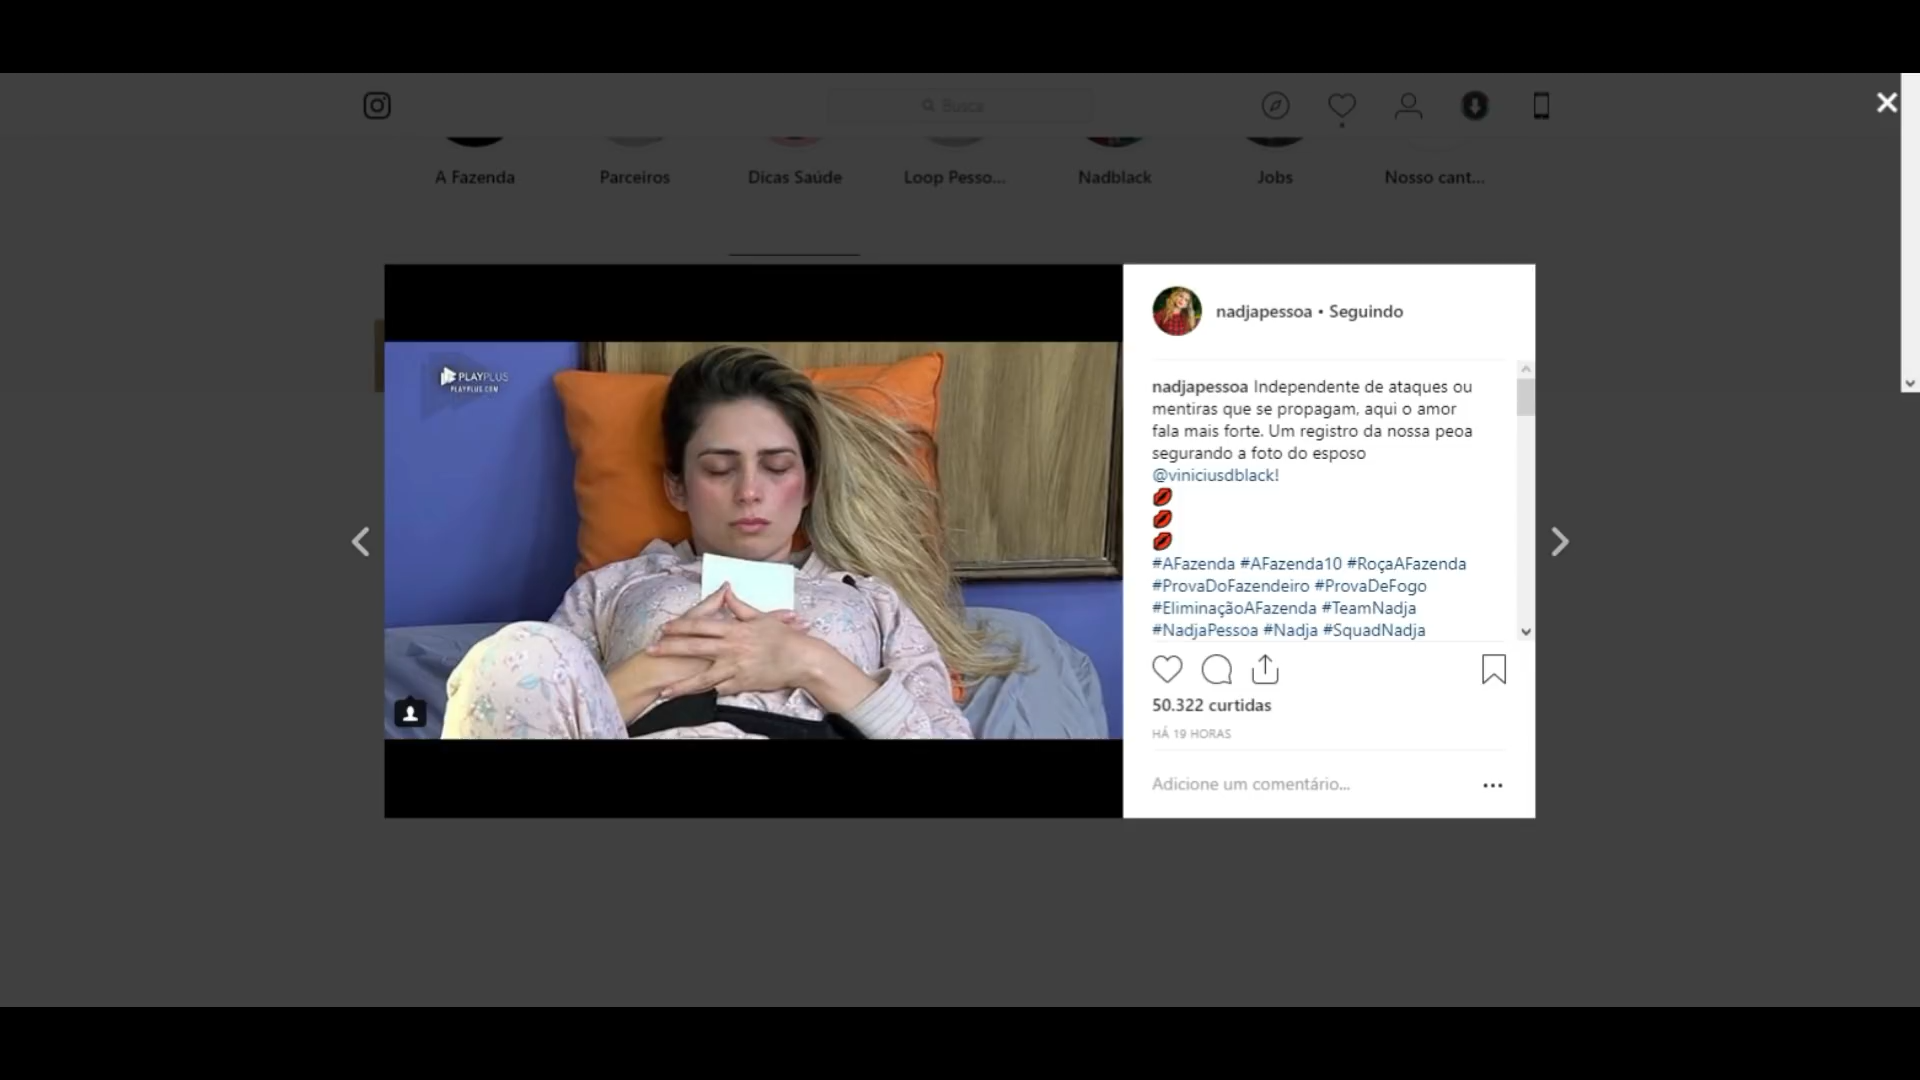 Busca
A Fazenda
Parceiros
Dicas Saúde
Loop Pesso...
Nadblack
Jobs
Nosso cant...
PLAYPLUS
PLAYPLUS.COM
nadjapessoa • Seguindo
nadjapessoa Independente de ataques ou
mentiras que se propagam, aqui o amor
fala mais forte. Um registro da nossa peoa
segurando a foto do esposo
@viniciusdblack!
#AFazenda #AFazenda10 #RoçaAFazenda
#ProvaDoFazendeiro #ProvaDeFogo
#EliminaçãoAFazenda #TeamNadja
#NadjaPessoa #Nadja #SquadNadja
50.322 curtidas
HÁ 19 HORAS
Adicione um comentário...